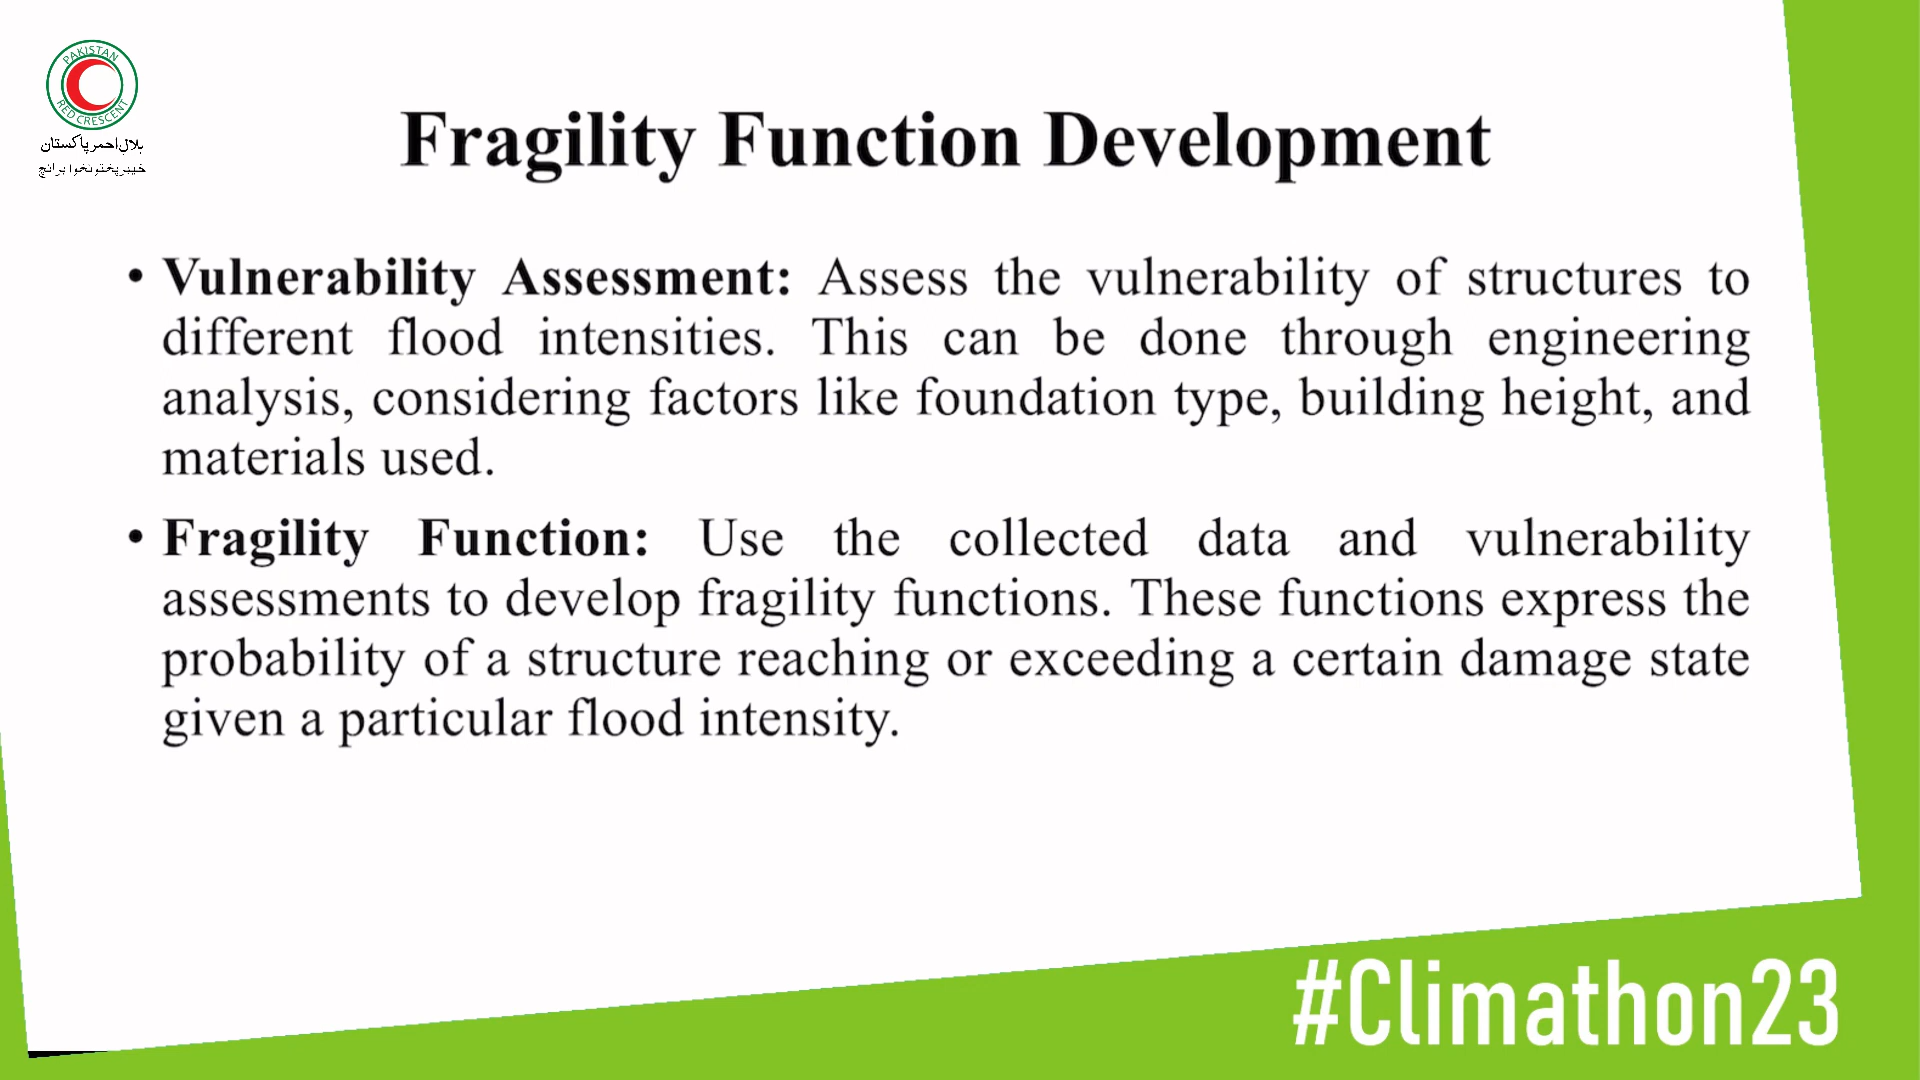 PAKISTAN
RED CRESCENT
ہلالِ احمر پاکستان
خیبر پختونخوا برانچ
Fragility Function Development
• Vulnerability Assessment: Assess the vulnerability of structures to
different flood intensities. This can be done through engineering
analysis, considering factors like foundation type, building height, and
materials used.
• Fragility Function: Use the collected data and vulnerability
assessments to develop fragility functions. These functions express the
probability of a structure reaching or exceeding a certain damage state
given a particular flood intensity.
#Climathon23